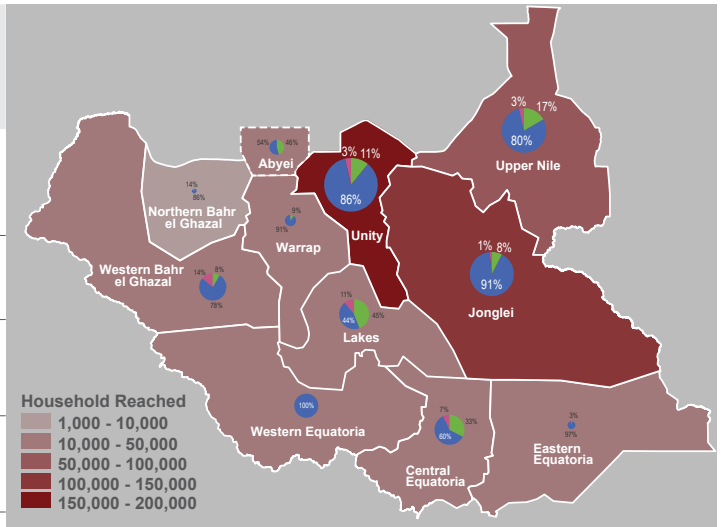 3% 17%
80%
Upper Nile
54% 46%
Abyei
3% 11%
86%
Unity
14%
86%
Northern Bahr
el Ghazal
9%
91%
Warrap
1% 8%
91%
Jonglei
Western Bahr
el Ghazal
14% 8%
78%
11%
44% 45%
Lakes
100%
Western Equatoria
7%
33%
60%
Central
Equatoria
3%
97%
Eastern
Equatoria
Household Reached
1,000 - 10,000
10,000 - 50,000
50,000 - 100,000
100,000 - 150,000
150,000 - 200,000